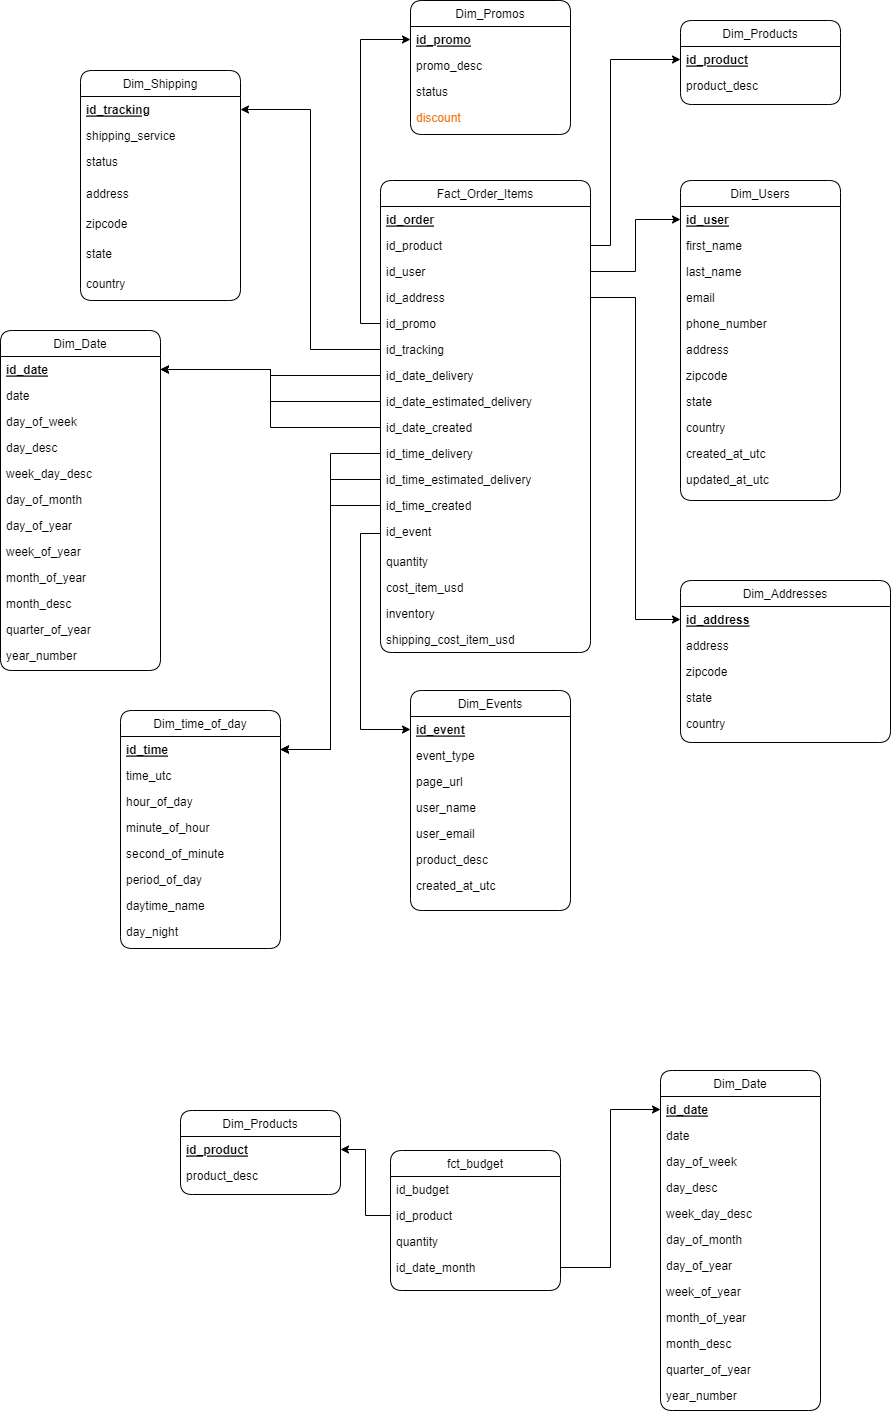 Dim_Promos
id_promo
promo_desc
status
discount
Dim_Products
id_product
product_desc
Dim_Shipping
id_tracking
shipping_service
status
address
zipcode
state
country
Fact_Order_Items
id_order
id_product
id_user
id_address
id_promo
id_tracking
id_date_delivery
id_date_estimated_delivery
id_date_created
id_time_delivery
id_time_estimated_delivery
id_time_created
id_event
quantity
cost_item_usd
inventory
shipping_cost_item_usd
Dim_Users
id_user
first_name
last_name
email
phone_number
address
zipcode
state
country
created_at_utc
updated_at_utc
Dim_Date
id_date
date
day_of_week
day_desc
week_day_desc
day_of_month
day_of_year
week_of_year
month_of_year
month_desc
quarter_of_year
year_number
Dim_Addresses
id_address
address
zipcode
state
country
Dim_time_of_day
id_time
time_utc
hour_of_day
minute_of_hour
second_of_minute
period_of_day
daytime_name
day_night
Dim_Events
id_event
event_type
page_url
user_name
user_email
product_desc
created_at_utc
Dim_Products
id_product
product_desc
fct_budget
id_budget
id_product
quantity
id_date_month
Dim_Date
id_date
date
day_of_week
day_desc
week_day_desc
day_of_month
day_of_year
week_of_year
month_of_year
month_desc
quarter_of_year
year_number